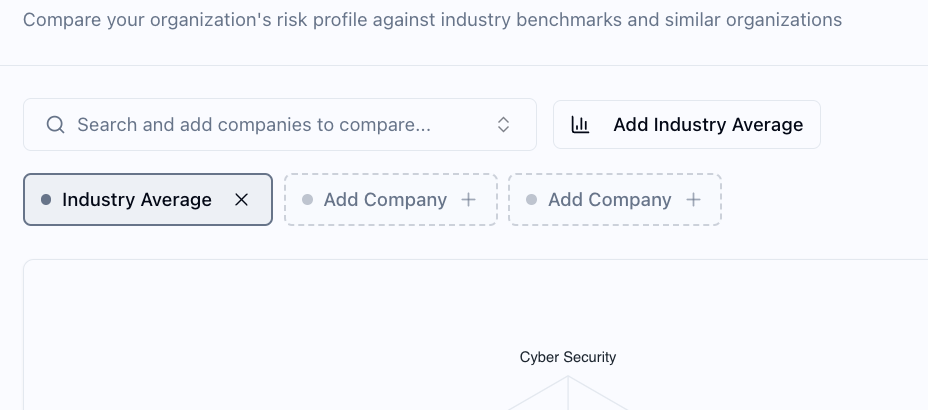 Compare your organization's risk profile against industry benchmarks and similar organizations
Search and add companies to compare...
Add Industry Average
Industry Average
Add Company
Add Company
Cyber Security